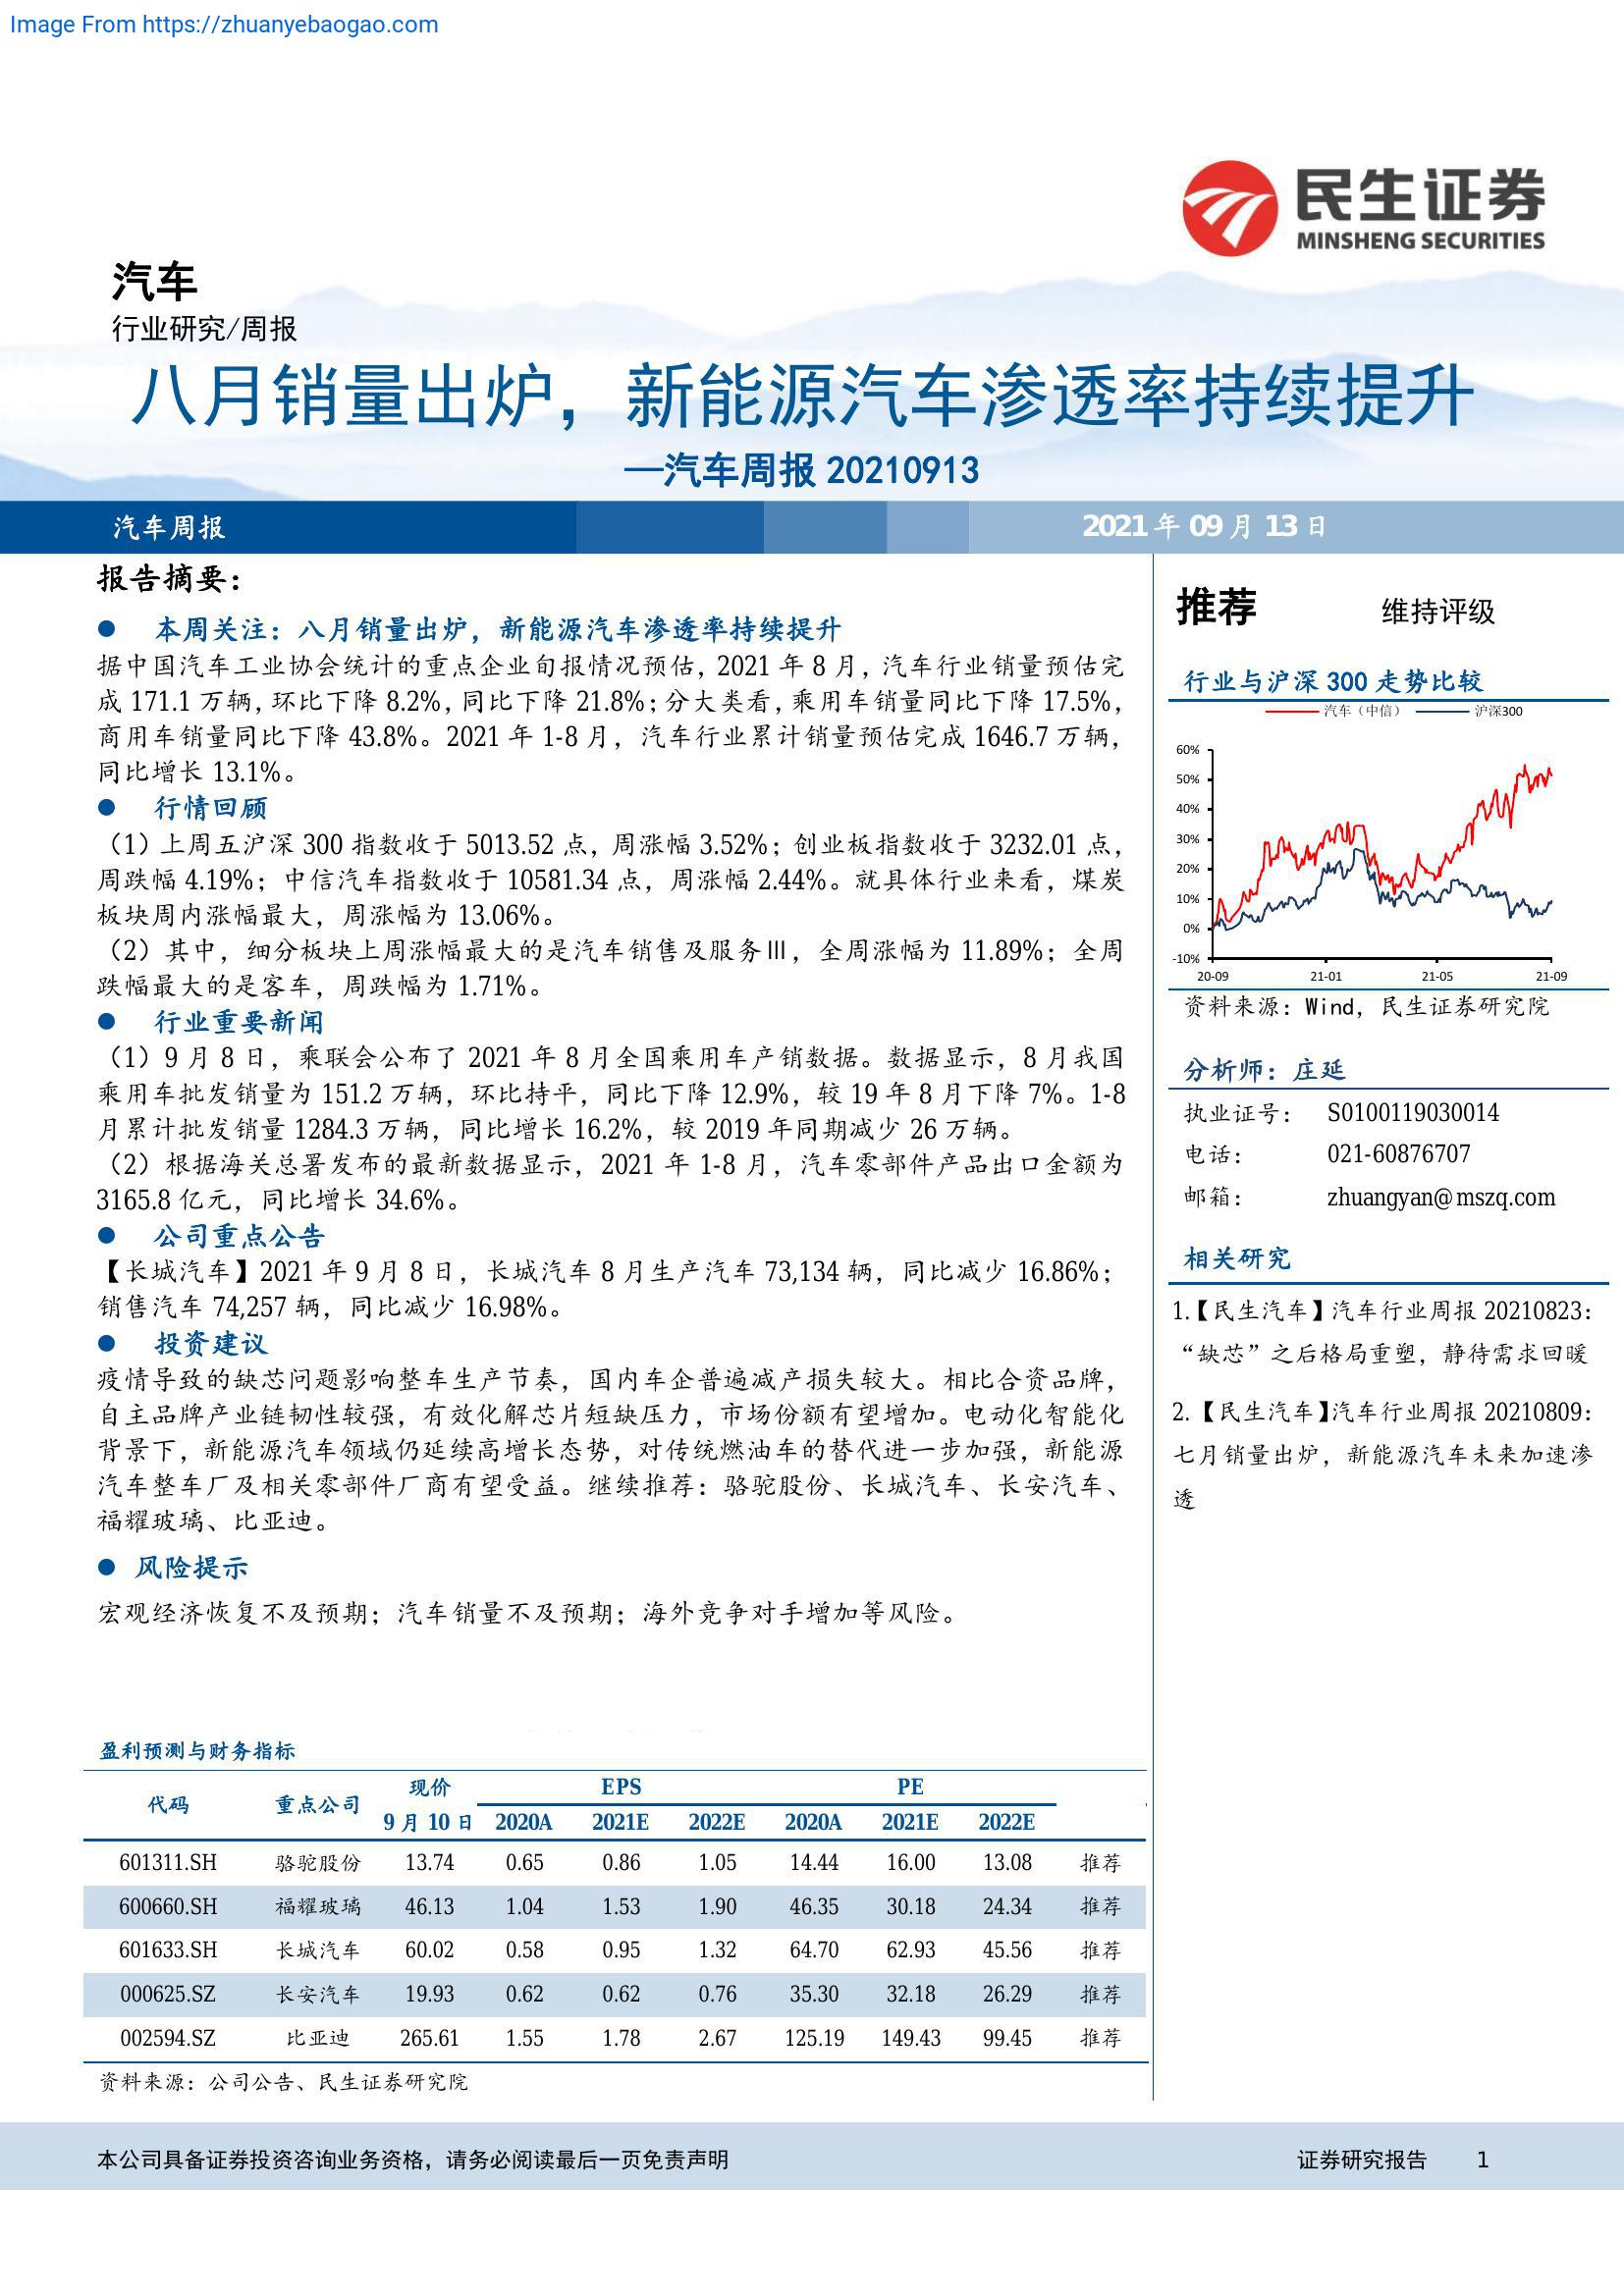 Image From https://zhuanyebaogao.com
民生证券
MINSHENG SECURITIES
汽车
行业研究/周报
八月销量出炉，新能源汽车渗透率持续提升
—汽车周报 20210913
汽车周报
2021 年 09 月 13 日
报告摘要：
● 本周关注：八月销量出炉，新能源汽车渗透率持续提升
据中国汽车工业协会统计的重点企业旬报情况预估，2021 年 8 月，汽车行业销量预估完
成 171.1 万辆，环比下降 8.2%，同比下降 21.8%；分大类看，乘用车销量同比下降 17.5%，
商用车销量同比下降 43.8%。2021 年 1-8 月，汽车行业累计销量预估完成 1646.7 万辆，
同比增长 13.1%。
● 行情回顾
（1）上周五沪深 300 指数收于 5013.52 点，周涨幅 3.52%；创业板指数收于 3232.01 点，
周跌幅 4.19%；中信汽车指数收于 10581.34 点，周涨幅 2.44%。就具体行业来看，煤炭
板块周内涨幅最大，周涨幅为 13.06%。
（2）其中，细分板块上周涨幅最大的是汽车销售及服务Ⅲ，全周涨幅为 11.89%；全周
跌幅最大的是客车，周跌幅为 1.71%。
● 行业重要新闻
（1）9 月 8 日，乘联会公布了 2021 年 8 月全国乘用车产销数据。数据显示，8 月我国
乘用车批发销量为 151.2 万辆，环比持平，同比下降 12.9%，较 19 年 8 月下降 7%。1-8
月累计批发销量 1284.3 万辆，同比增长 16.2%，较 2019 年同期减少 26 万辆。
（2）根据海关总署发布的最新数据显示，2021 年 1-8 月，汽车零部件产品出口金额为
3165.8 亿元，同比增长 34.6%。
● 公司重点公告
【长城汽车】2021 年 9 月 8 日，长城汽车 8 月生产汽车 73,134 辆，同比减少 16.86%；
销售汽车 74,257 辆，同比减少 16.98%。
● 投资建议
疫情导致的缺芯问题影响整车生产节奏，国内车企普遍减产损失较大。相比合资品牌，
自主品牌产业链韧性较强，有效化解芯片短缺压力，市场份额有望增加。电动化智能化
背景下，新能源汽车领域仍延续高增长态势，对传统燃油车的替代进一步加强，新能源
汽车整车厂及相关零部件厂商有望受益。继续推荐：骆驼股份、长城汽车、长安汽车、
福耀玻璃、比亚迪。
● 风险提示
宏观经济恢复不及预期；汽车销量不及预期；海外竞争对手增加等风险。
盈利预测与财务指标
代码 重点公司 现价 EPS PE
9 月 10 日 2020A 2021E 2022E 2020A 2021E 2022E
601311.SH 骆驼股份 13.74 0.65 0.86 1.05 14.44 16.00 13.08 推荐
600660.SH 福耀玻璃 46.13 1.04 1.53 1.90 46.35 30.18 24.34 推荐
601633.SH 长城汽车 60.02 0.58 0.95 1.32 64.70 62.93 45.56 推荐
000625.SZ 长安汽车 19.93 0.62 0.62 0.76 35.30 32.18 26.29 推荐
002594.SZ 比亚迪 265.61 1.55 1.78 2.67 125.19 149.43 99.45 推荐
资料来源：公司公告、民生证券研究院
推荐 维持评级
行业与沪深 300 走势比较
汽车（中信） 沪深300
60%
50%
40%
30%
20%
10%
0%
-10%
20-09 21-01 21-05 21-09
资料来源：Wind，民生证券研究院
分析师：庄延
执业证号： S0100119030014
电话： 021-60876707
邮箱： zhuangyan@mszq.com
相关研究
1.【民生汽车】汽车行业周报 20210823：
“缺芯”之后格局重塑，静待需求回暖
2.【民生汽车】汽车行业周报 20210809：
七月销量出炉，新能源汽车未来加速渗
透
本公司具备证券投资咨询业务资格，请务必阅读最后一页免责声明
证券研究报告 1